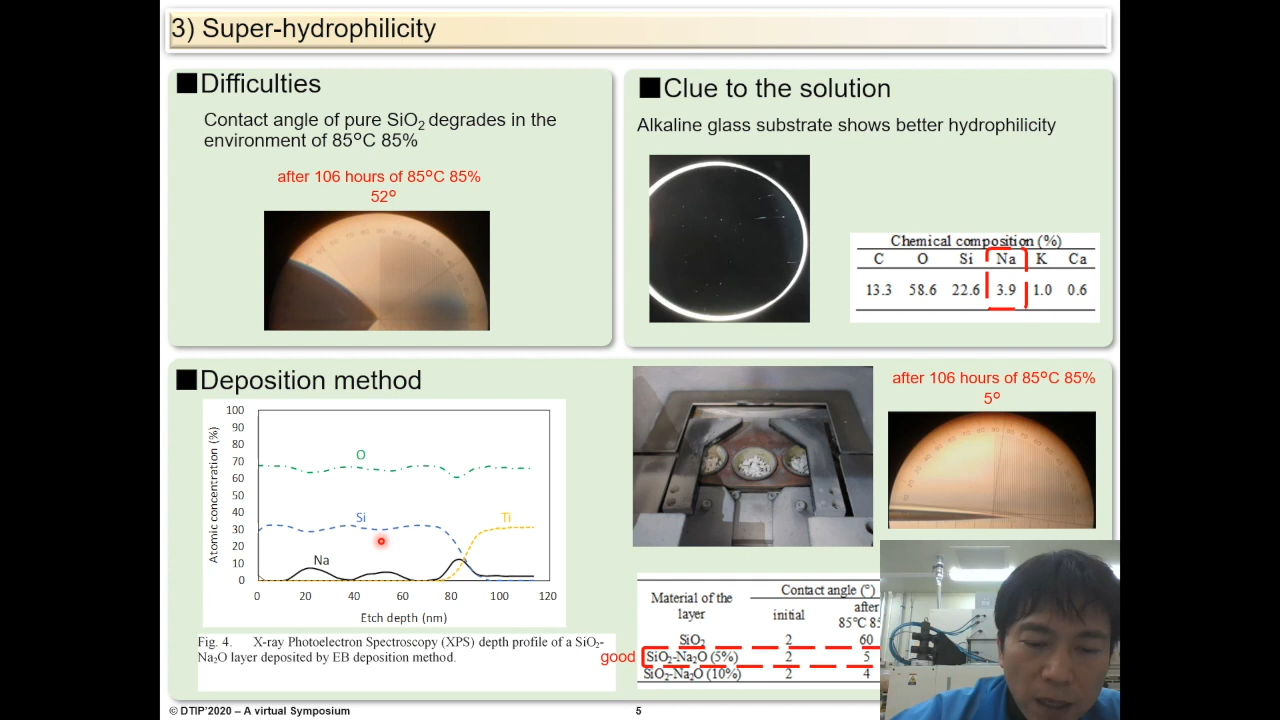 3) Super-hydrophilicity
■Difficulties
Contact angle of pure SiO2 degrades in the
environment of 85°C 85%
after 106 hours of 85°C 85%
52°
■Clue to the solution
Alkaline glass substrate shows better hydrophilicity
Chemical composition (%)
C O Si Na K Ca
13.3 58.6 22.6 3.9 1.0 0.6
■Deposition method
100
90
80
70
60
50
40
30
20
10
0
Atomic concentration (%)
O
Si
Ti
Na
0 20 40 60 80 100 120
Etch depth (nm)
Fig. 4. X-ray Photoelectron Spectroscopy (XPS) depth profile of a SiO2-
Na2O layer deposited by EB deposition method.
after 106 hours of 85°C 85%
5°
Material of the
layer
Contact angle (°)
initial
after
85℃ 85
SiO2 2 60
good
SiO2-Na2O (5%) 2 5
SiO2-Na2O (10%) 2 4
© DTIP'2020 – A virtual Symposium
5